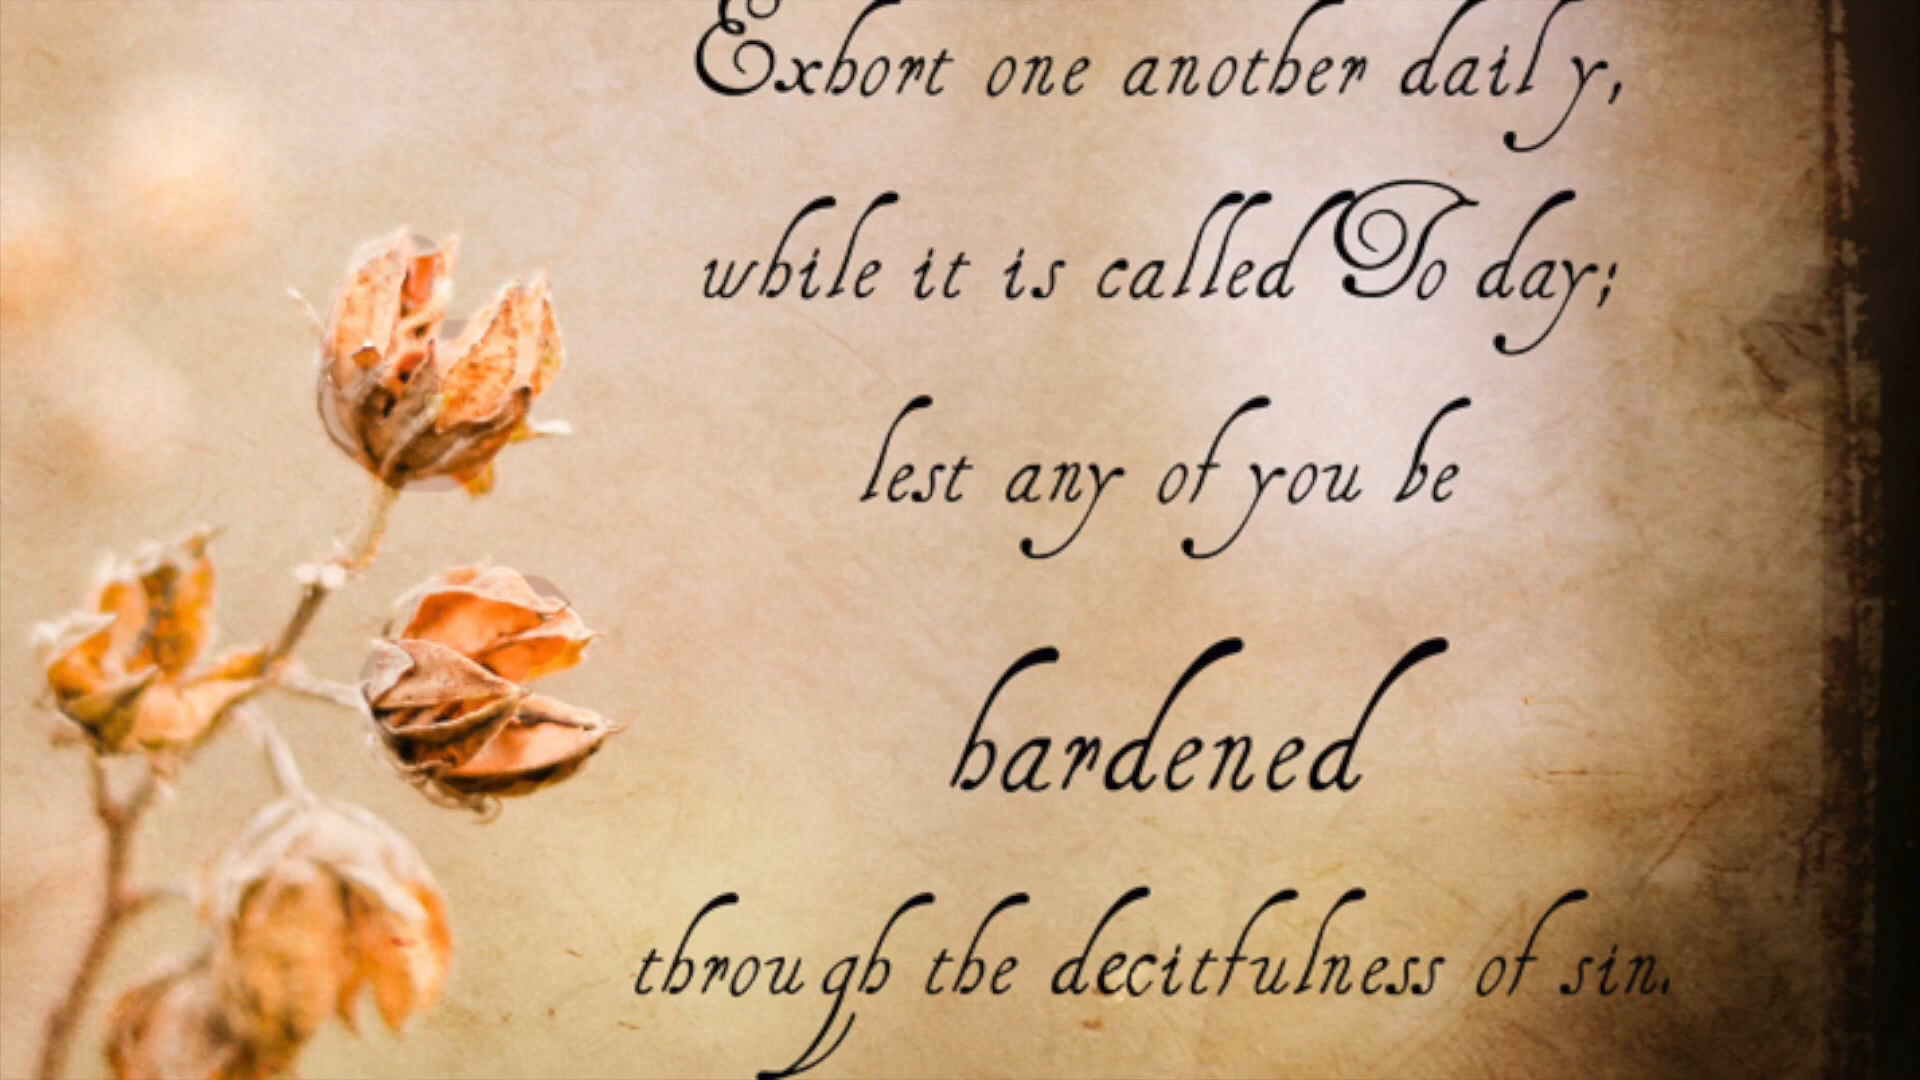 Exhort one another daily,
while it is called To day;
lest any of you be
hardened
through the decitfulness of sin.